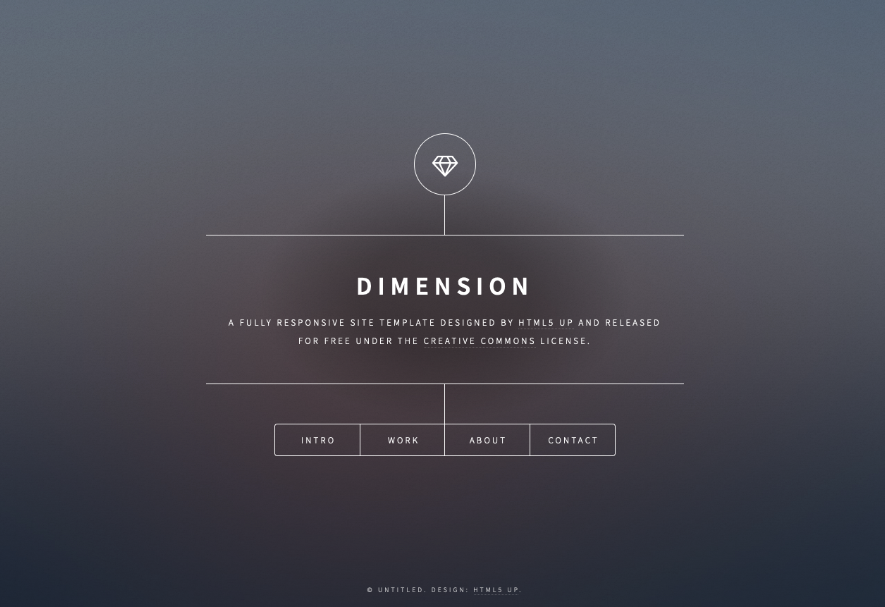 DIMENSION
A FULLY RESPONSIVE SITE TEMPLATE DESIGNED BY HTML5 UP AND RELEASED
FOR FREE UNDER THE CREATIVE COMMONS LICENSE.
INTRO WORK ABOUT CONTACT
© UNTITLED. DESIGN: HTML5 UP.